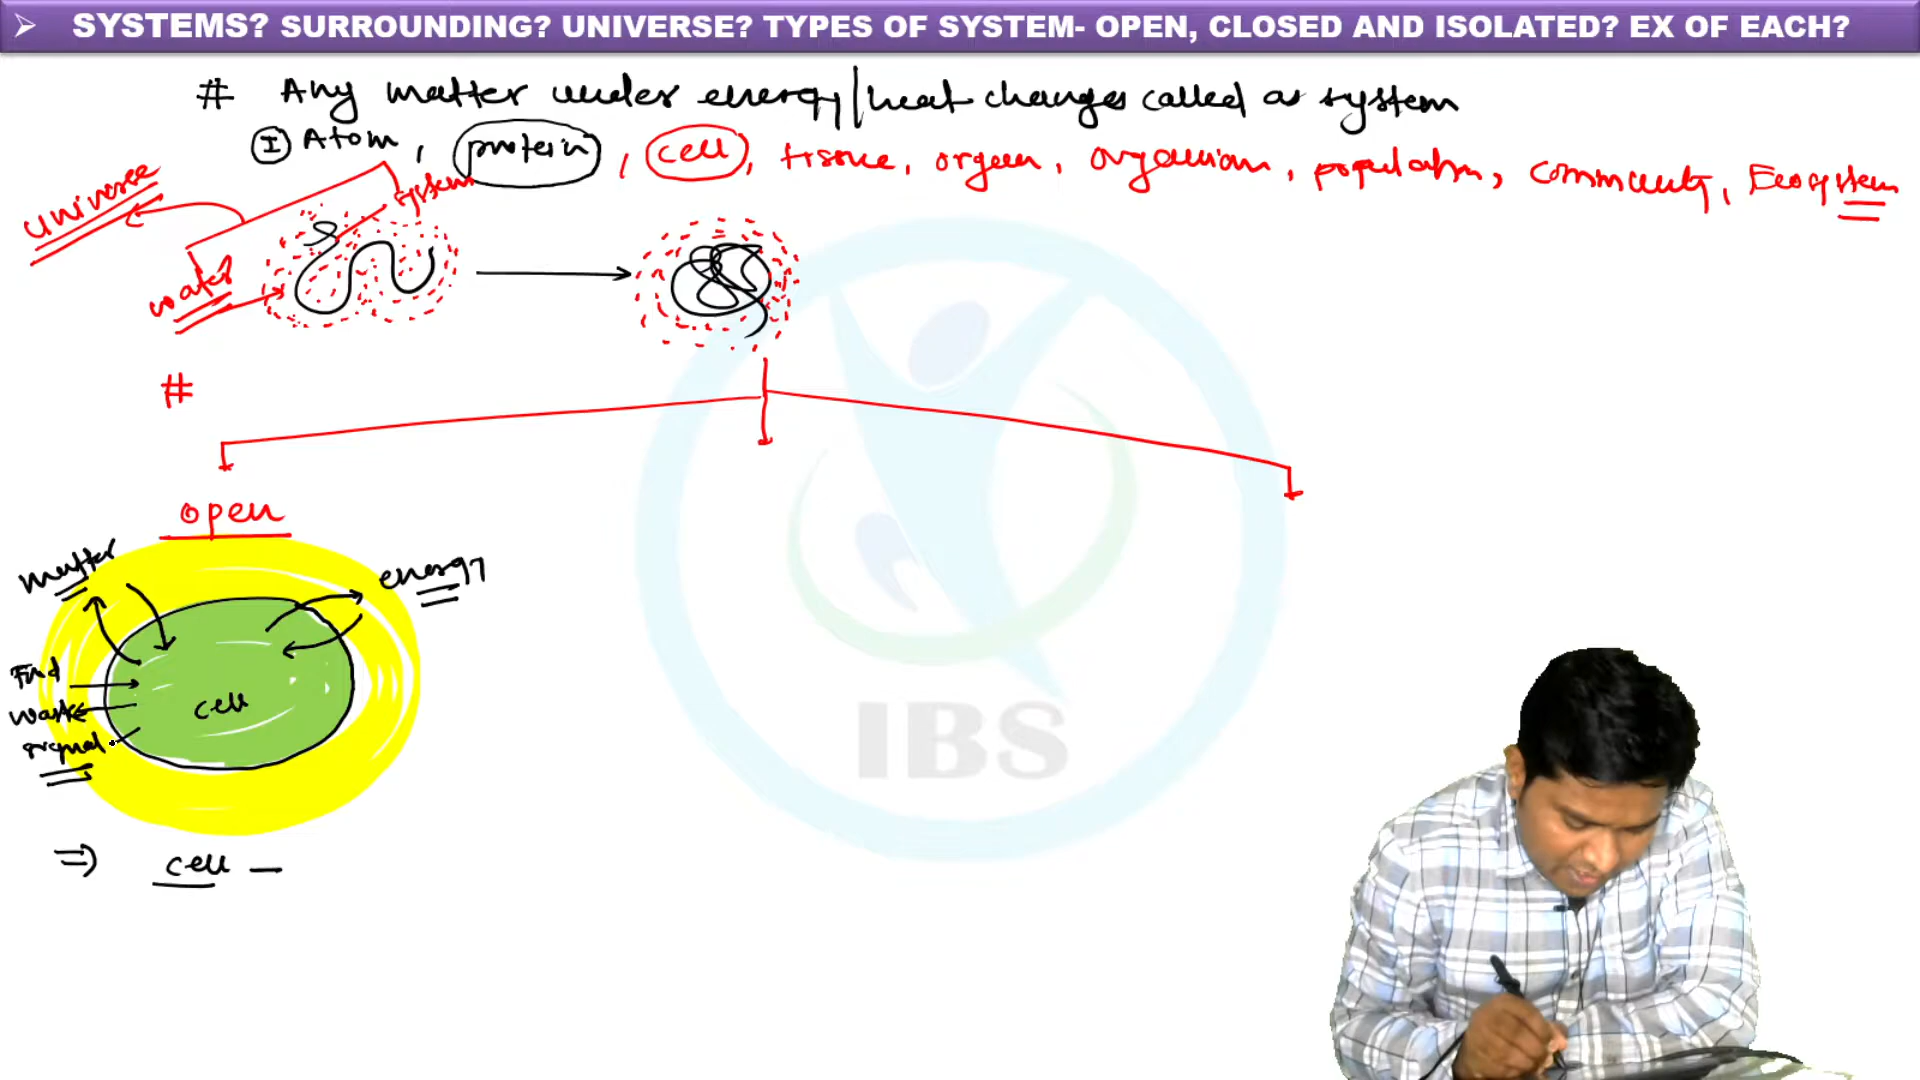 SYSTEMS? SURROUNDING? UNIVERSE? TYPES OF SYSTEM- OPEN, CLOSED AND ISOLATED? EX OF EACH?
# Any matter under energy/heat changes called as system
I Atom, protein, cell, tissue, organ, organism, population, community, Ecosystem
universe
system
water
#
open
matter
energy
Food
waste
signal
cell
IBS
⇒ cell –